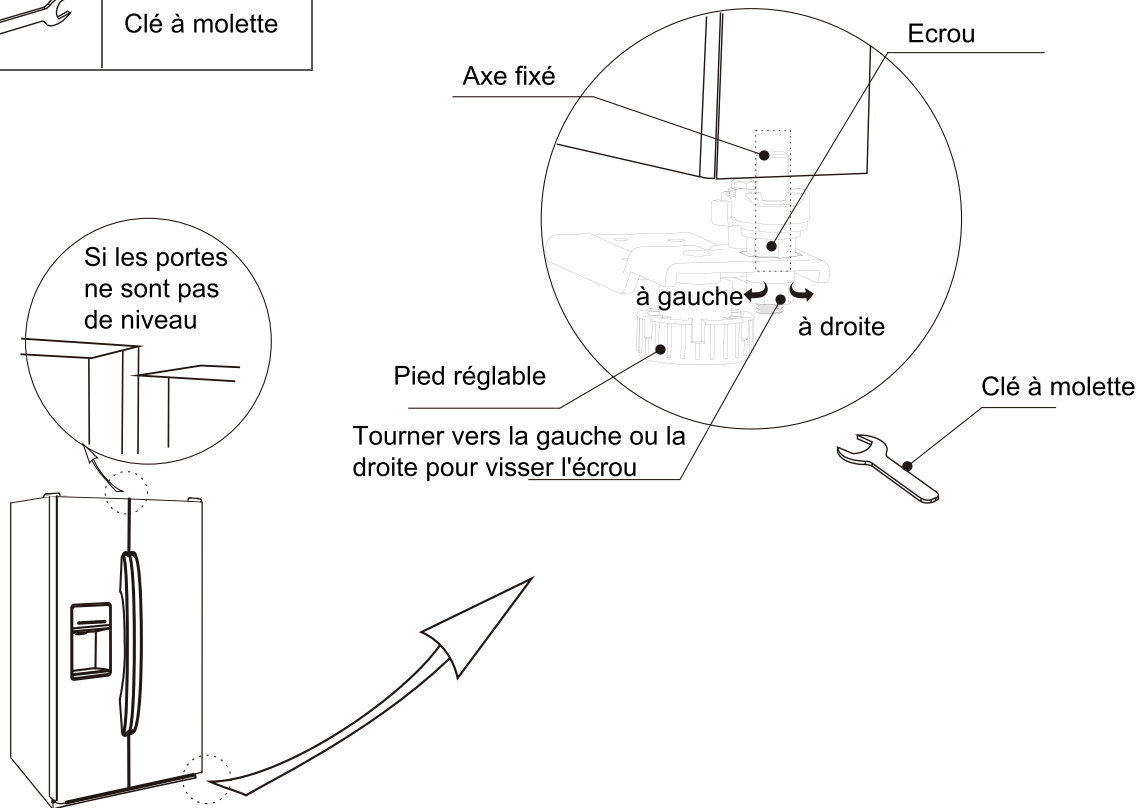 Clé à molette
Ecrou
Axe fixé
Si les portes
ne sont pas
de niveau
à gauche
à droite
Pied réglable
Clé à molette
Tourner vers la gauche ou la
droite pour visser l'écrou